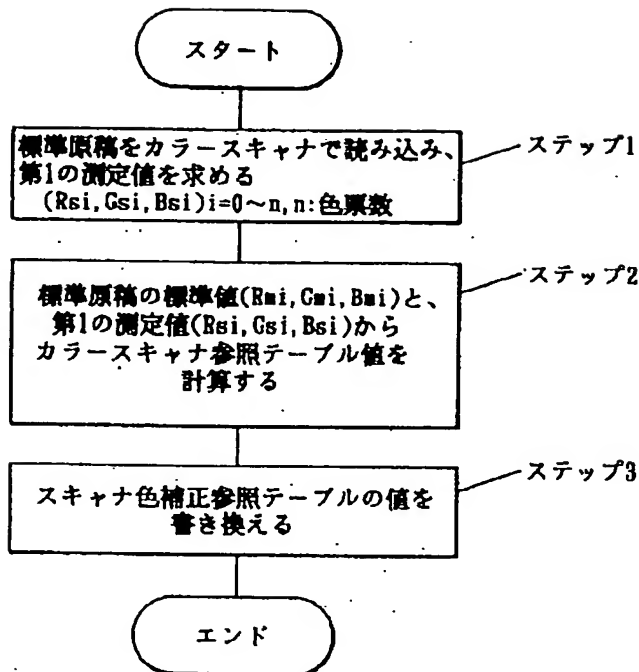 スタート
標準原稿をカラースキャナで読み込み、
第1の測定値を求める
(Rsi,Gsi,Bsi)i=0～n,n:色票数
ステップ1
標準原稿の標準値(Rmi,Gmi,Bmi)と、
第1の測定値(Rsi,Gsi,Bsi)から
カラースキャナ参照テーブル値を
計算する
ステップ2
スキャナ色補正参照テーブルの値を
書き換える
ステップ3
エンド